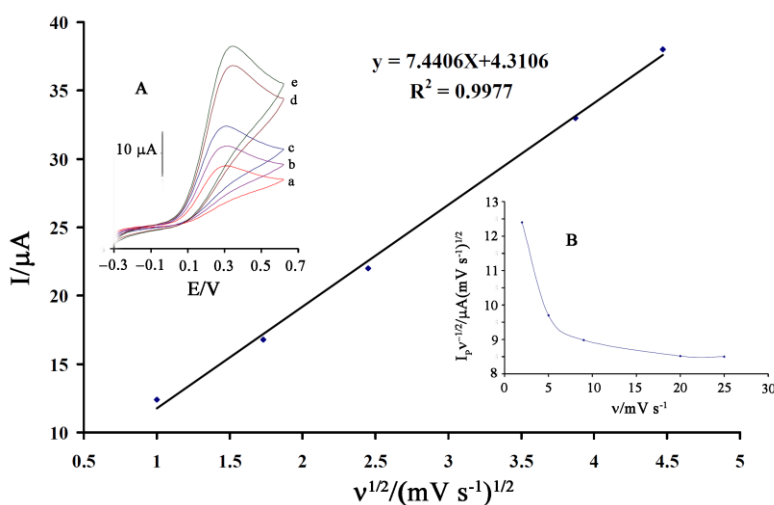 40
35
30
25
20
15
10
I/µA
0.5
1
1.5
2
2.5
3
3.5
4
4.5
5
ν1/2/(mV s-1)1/2
y = 7.4406X+4.3106
R2 = 0.9977
A
10 µA
e
d
c
b
a
−0.3
−0.1
0.1
0.3
0.5
0.7
E/V
B
13
12
11
10
9
8
Ipν−1/2/µA(mV s-1)1/2
0
5
10
15
20
25
30
ν/mV s-1